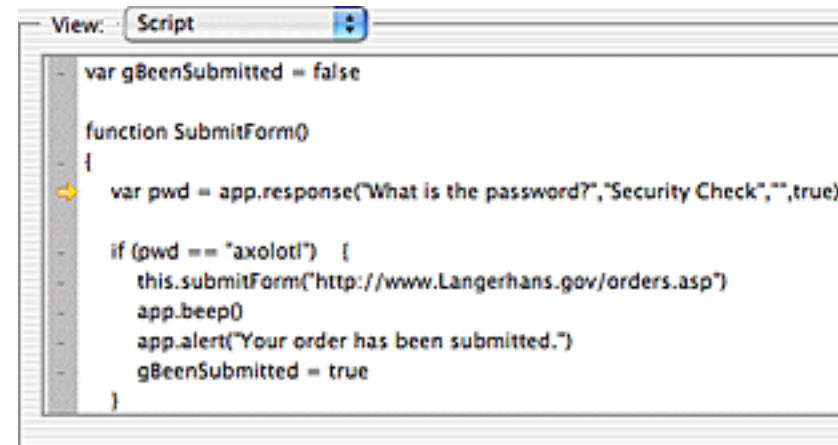 View: Script
var gBeenSubmitted = false
function SubmitForm()
{
var pwd = app.response("What is the password?","Security Check","",true)
if (pwd == "axolotl") {
this.submitForm("http://www.Langerhans.gov/orders.asp")
app.beep()
app.alert("Your order has been submitted.")
gBeenSubmitted = true
}